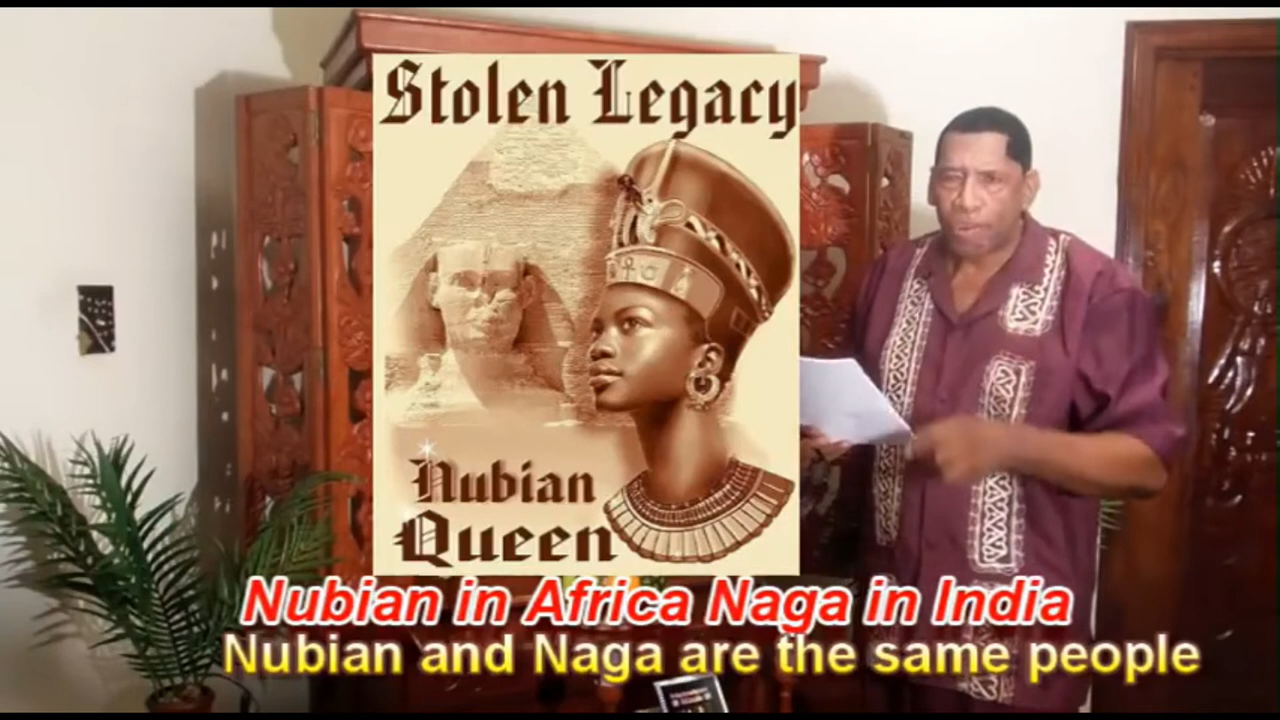 Stolen Legacy
Nubian
Queen
Nubian in Africa Naga in India
Nubian and Naga are the same people